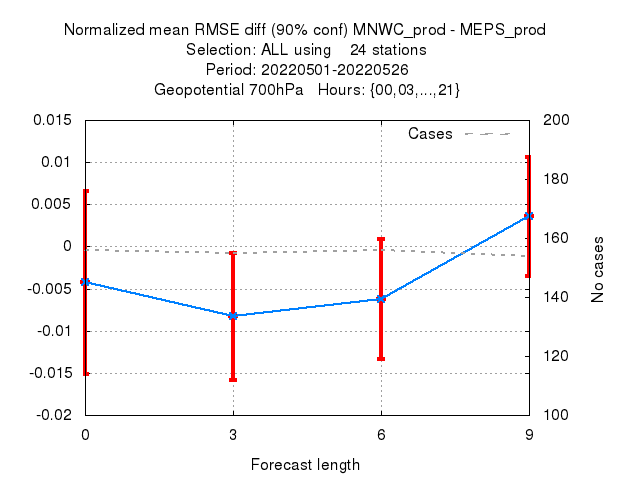 Normalized mean RMSE diff (90% conf) MNWC_prod - MEPS_prod
Selection: ALL using    24 stations
Period: 20220501-20220526
Geopotential 700hPa   Hours: {00,03,...,21}
Cases
0.015
0.01
0.005
0
-0.005
-0.01
-0.015
-0.02
200
180
160
140
120
100
No cases
0 3 6 9
Forecast length